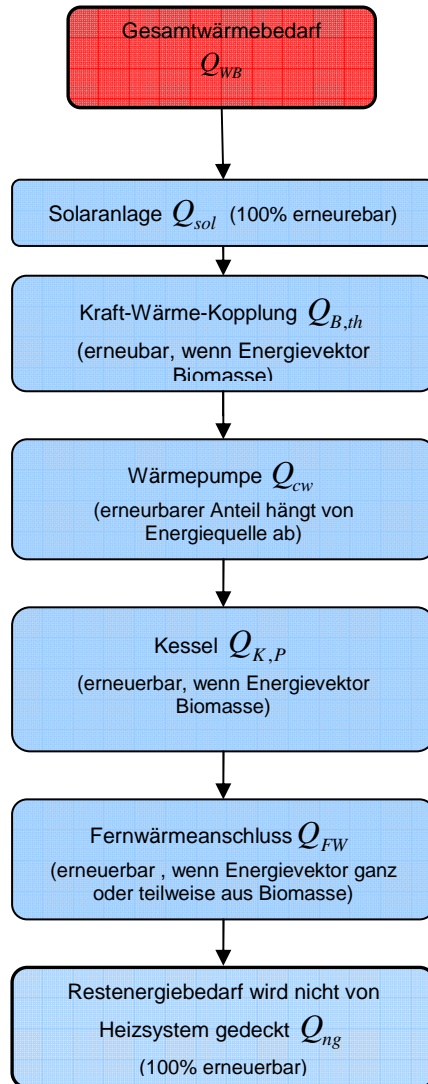 Gesamtwärmebedarf
Q_WB
Solaranlage Q_sol (100% erneurebar)
Kraft-Wärme-Kopplung Q_B,th
(erneubar, wenn Energievektor
Biomasse)
Wärmepumpe Q_cw
(erneurbarer Anteil hängt von
Energiequelle ab)
Kessel Q_K,P
(erneuerbar, wenn Energievektor
Biomasse)
Fernwärmeanschluss Q_FW
(erneuerbar , wenn Energievektor ganz
oder teilweise aus Biomasse)
Restenergiebedarf wird nicht von
Heizsystem gedeckt Q_ng
(100% erneuerbar)